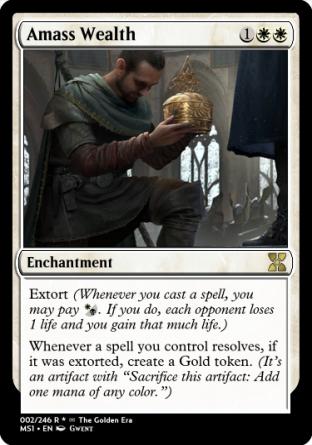 Amass Wealth 1
Enchantment
Extort (Whenever you cast a spell, you
may pay . If you do, each opponent loses
1 life and you gain that much life.)
Whenever a spell you control resolves, if
it was extorted, create a Gold token. (It's
an artifact with “Sacrifice this artifact: Add
one mana of any color.”)
002/246 R * The Golden Era
MSI • EN GWENT